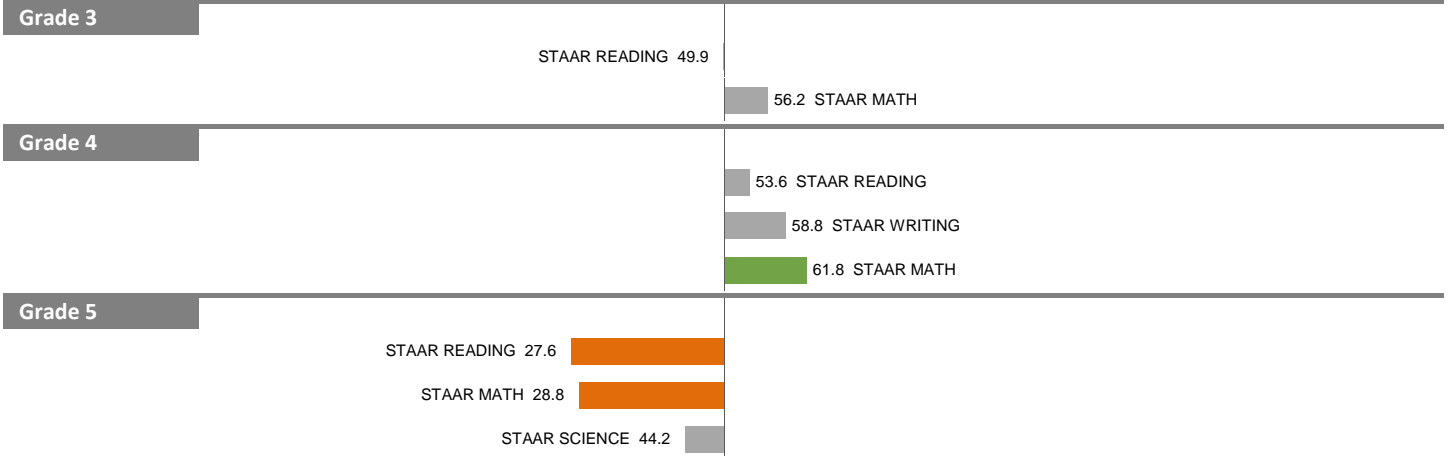 Grade 3
STAAR READING 49.9
56.2 STAAR MATH
Grade 4
53.6 STAAR READING
58.8 STAAR WRITING
61.8 STAAR MATH
Grade 5
STAAR READING 27.6
STAAR MATH 28.8
STAAR SCIENCE 44.2